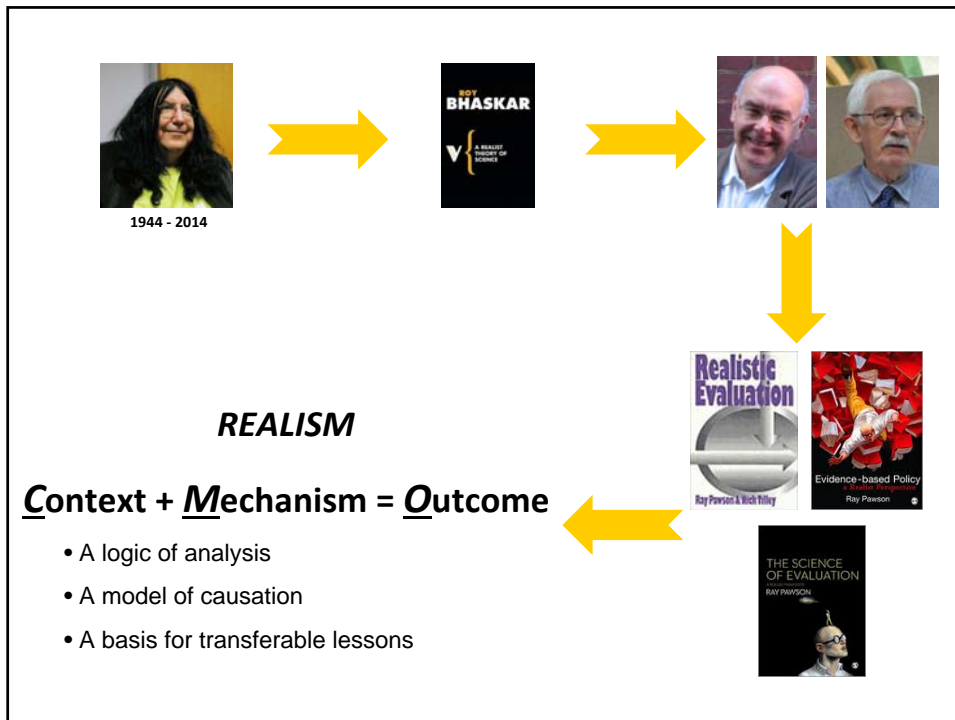 ROY
BHASKAR
V
A REALIST
THEORY OF
SCIENCE
1944 - 2014
Realistic
Evaluation
Ray Pawson & Nick Tilley
Evidence-based Policy
a Realist Perspective
Ray Pawson
THE SCIENCE
OF EVALUATION
RAY PAWSON
REALISM
Context + Mechanism = Outcome
• A logic of analysis
• A model of causation
• A basis for transferable lessons